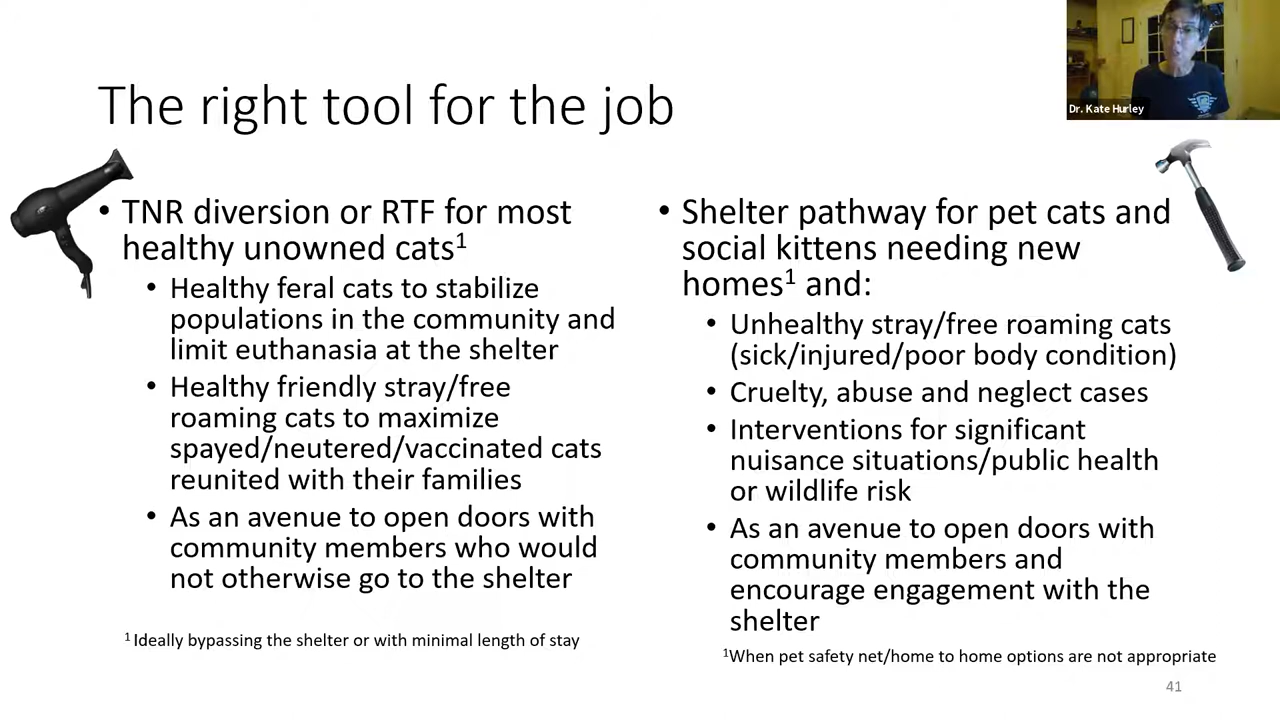 Dr. Kate Hurley
The right tool for the job
• TNR diversion or RTF for most
healthy unowned cats¹
• Healthy feral cats to stabilize
populations in the community and
limit euthanasia at the shelter
• Healthy friendly stray/free
roaming cats to maximize
spayed/neutered/vaccinated cats
reunited with their families
• As an avenue to open doors with
community members who would
not otherwise go to the shelter
¹ Ideally bypassing the shelter or with minimal length of stay
• Shelter pathway for pet cats and
social kittens needing new
homes¹ and:
• Unhealthy stray/free roaming cats
(sick/injured/poor body condition)
• Cruelty, abuse and neglect cases
• Interventions for significant
nuisance situations/public health
or wildlife risk
• As an avenue to open doors with
community members and
encourage engagement with the
shelter
¹When pet safety net/home to home options are not appropriate
41